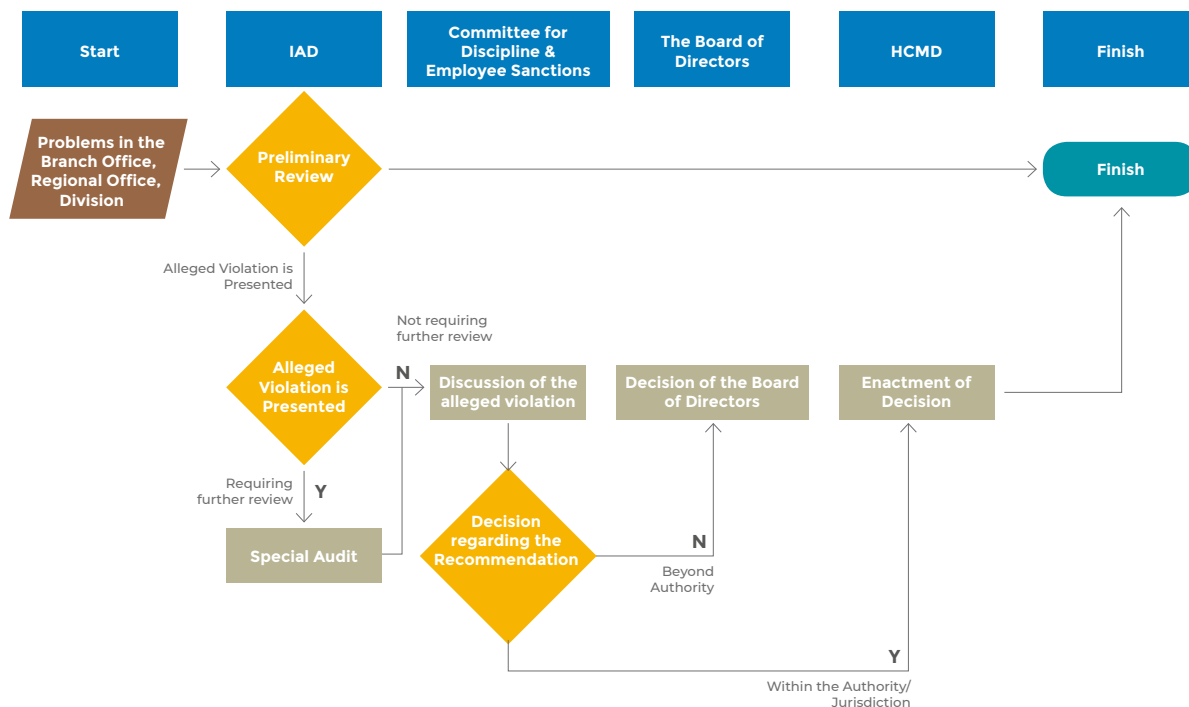 Start
IAD
Committee for
Discipline &
Employee Sanctions
The Board of
Directors
HCMD
Finish
Problems in the
Branch Office,
Regional Office,
Division
Preliminary
Review
Finish
Alleged Violation is
Presented
Not requiring
further review
Alleged
Violation is
Presented
N
Discussion of the
alleged violation
Decision of the Board
of Directors
Enactment of
Decision
Requiring
further review
Y
Special Audit
Decision
regarding the
Recommendation
N
Beyond
Authority
Y
Within the Authority/
Jurisdiction